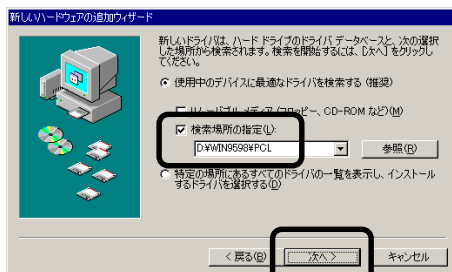 新しいハードウェアの追加ウィザード
新しいドライバは、ハード ドライブのドライバ データベースと、次の選択
した場所から検索されます。検索を開始するには、[次へ] をクリックし
てください。
使用中のデバイスに最適なドライバを検索する (推奨)
リムーバブル メディア (フロッピー、CD-ROM など)(M)
検索場所の指定(L):
D:¥WIN9598¥PCL
参照(R)
特定の場所にあるすべてのドライバの一覧を表示し、インストール
するドライバを選択する(D)
< 戻る(B)
次へ >
キャンセル